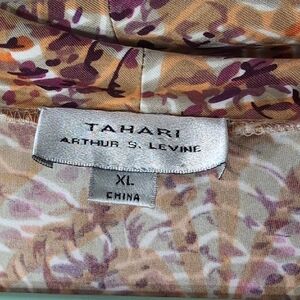 TAHARI
ARTHUR S. LEVINE
XL
CHINA